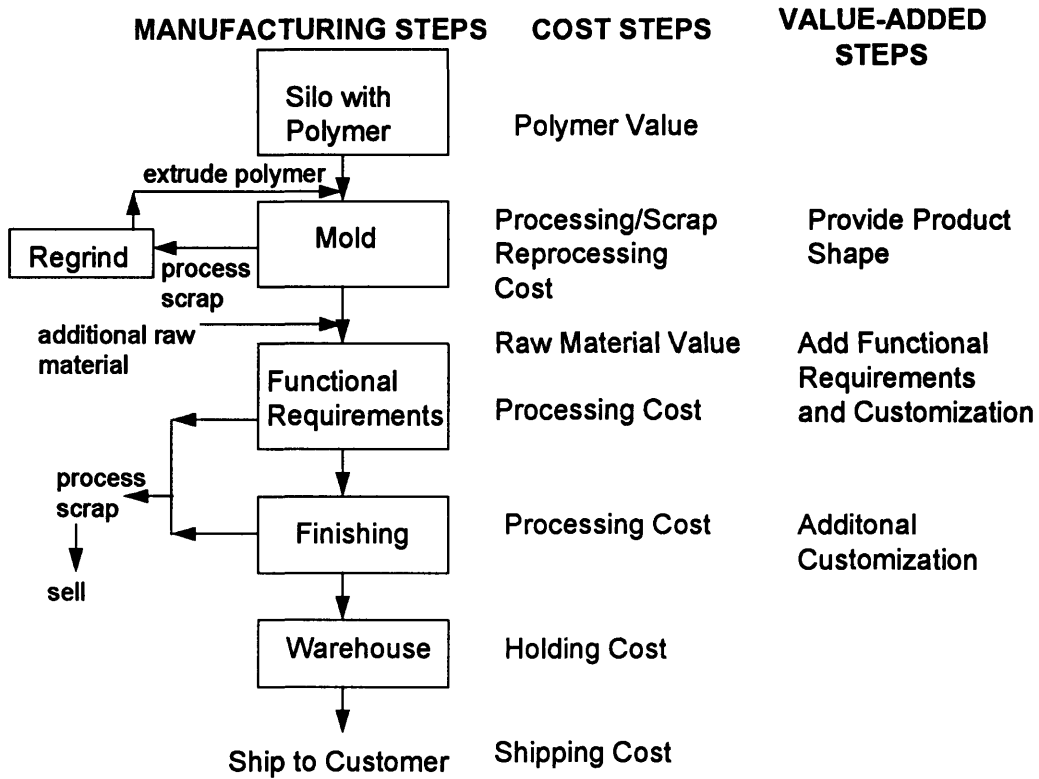 MANUFACTURING STEPS
COST STEPS
VALUE-ADDED
STEPS
Silo with
Polymer
Polymer Value
extrude polymer
Regrind
process
scrap
Mold
Processing/Scrap
Reprocessing
Cost
Provide Product
Shape
additional raw
material
Raw Material Value
Functional
Requirements
Processing Cost
Add Functional
Requirements
and Customization
process
scrap
sell
Finishing
Processing Cost
Additonal
Customization
Warehouse
Holding Cost
Ship to Customer
Shipping Cost